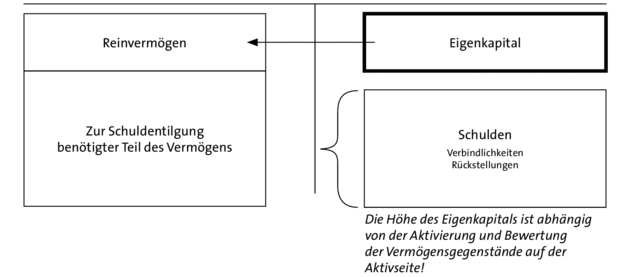 Reinvermögen
Eigenkapital
Zur Schuldentilgung
benötigter Teil des Vermögens
Schulden
Verbindlichkeiten
Rückstellungen
Die Höhe des Eigenkapitals ist abhängig
von der Aktivierung und Bewertung
der Vermögensgegenstände auf der
Aktivseite!